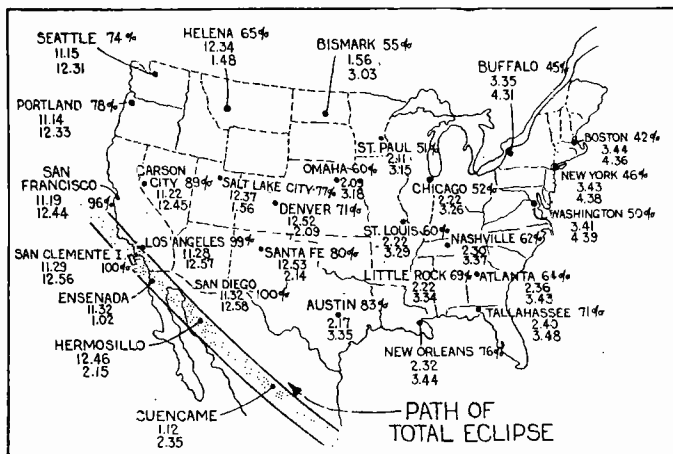 SEATTLE 74%
11.15
12.31
HELENA 65%
12.34
1.48
BISMARK 55%
1.56
3.03
BUFFALO 45%
3.35
4.31
PORTLAND 78%
11.14
12.33
ST. PAUL 51%
2.11
3.15
BOSTON 42%
3.44
4.36
NEW YORK 46%
3.43
4.38
SAN
FRANCISCO
11.19
12.44
96%
CARSON
CITY 89%
11.22
12.45
SALT LAKE CITY 77%
12.37
1.56
OMAHA 60%
2.09
3.18
CHICAGO 52%
2.22
3.26
DENVER 71%
12.52
2.09
WASHINGTON 50%
3.41
4.39
ST. LOUIS 60%
2.22
3.29
NASHVILLE 62%
2.30
3.37
SAN CLEMENTE I.
11.29
12.56
100%
LOS ANGELES 99%
11.28
12.57
SANTA FE 80%
12.53
2.14
LITTLE ROCK 69%
2.22
3.34
ATLANTA 64%
2.36
3.43
ENSENADA
11.32
1.02
SAN DIEGO 100%
11.32
12.58
AUSTIN 83%
2.17
3.35
TALLAHASSEE 71%
2.40
3.48
HERMOSILLO
12.46
2.15
NEW ORLEANS 76%
2.32
3.44
CUENCAME
1.12
2.35
PATH OF
TOTAL ECLIPSE